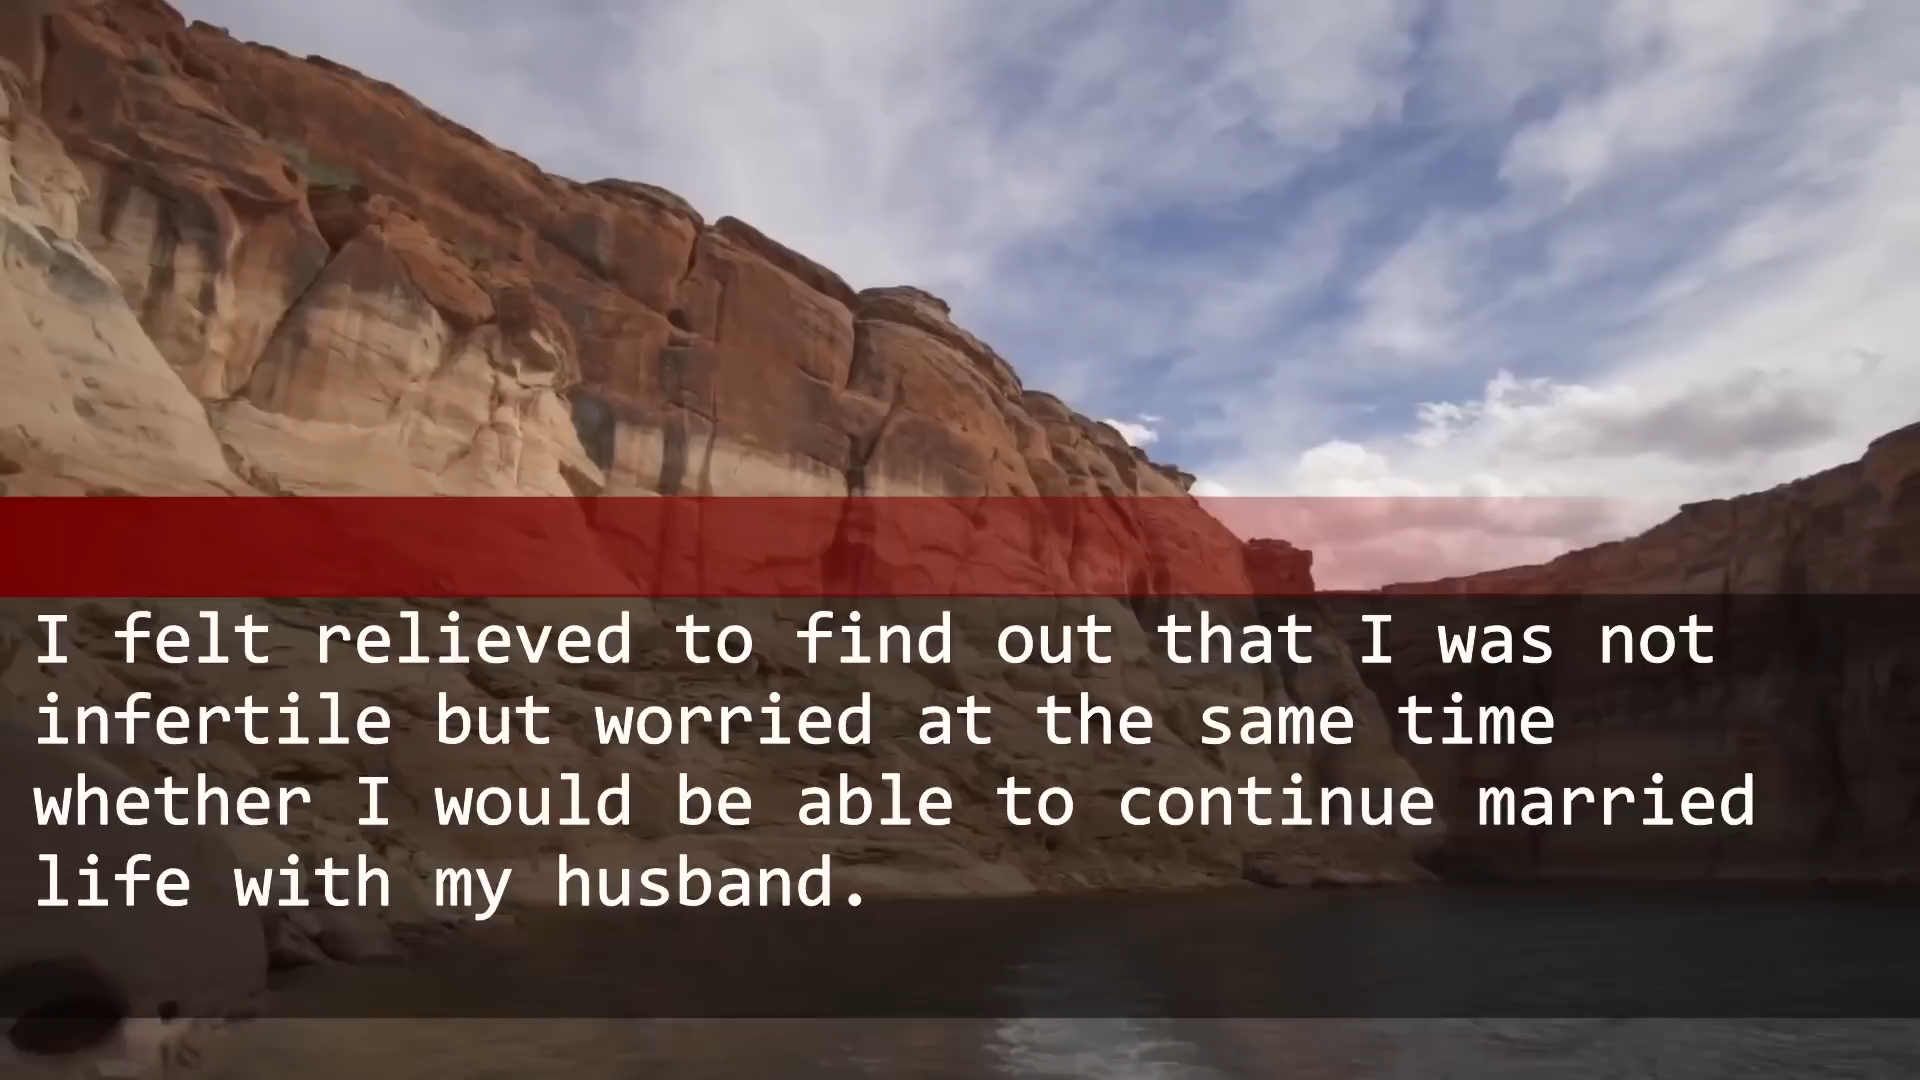 I felt relieved to find out that I was not
infertile but worried at the same time
whether I would be able to continue married
life with my husband.